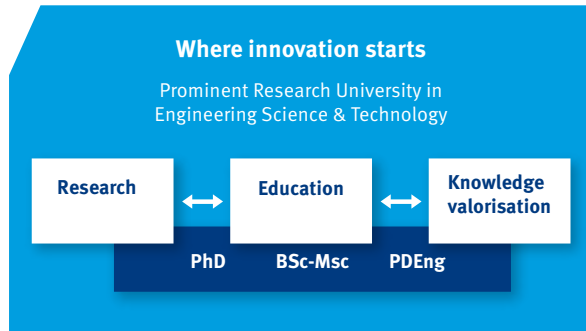 Where innovation starts
Prominent Research University in
Engineering Science & Technology
Research
Education
Knowledge
valorisation
PhD
BSc-Msc
PDEng